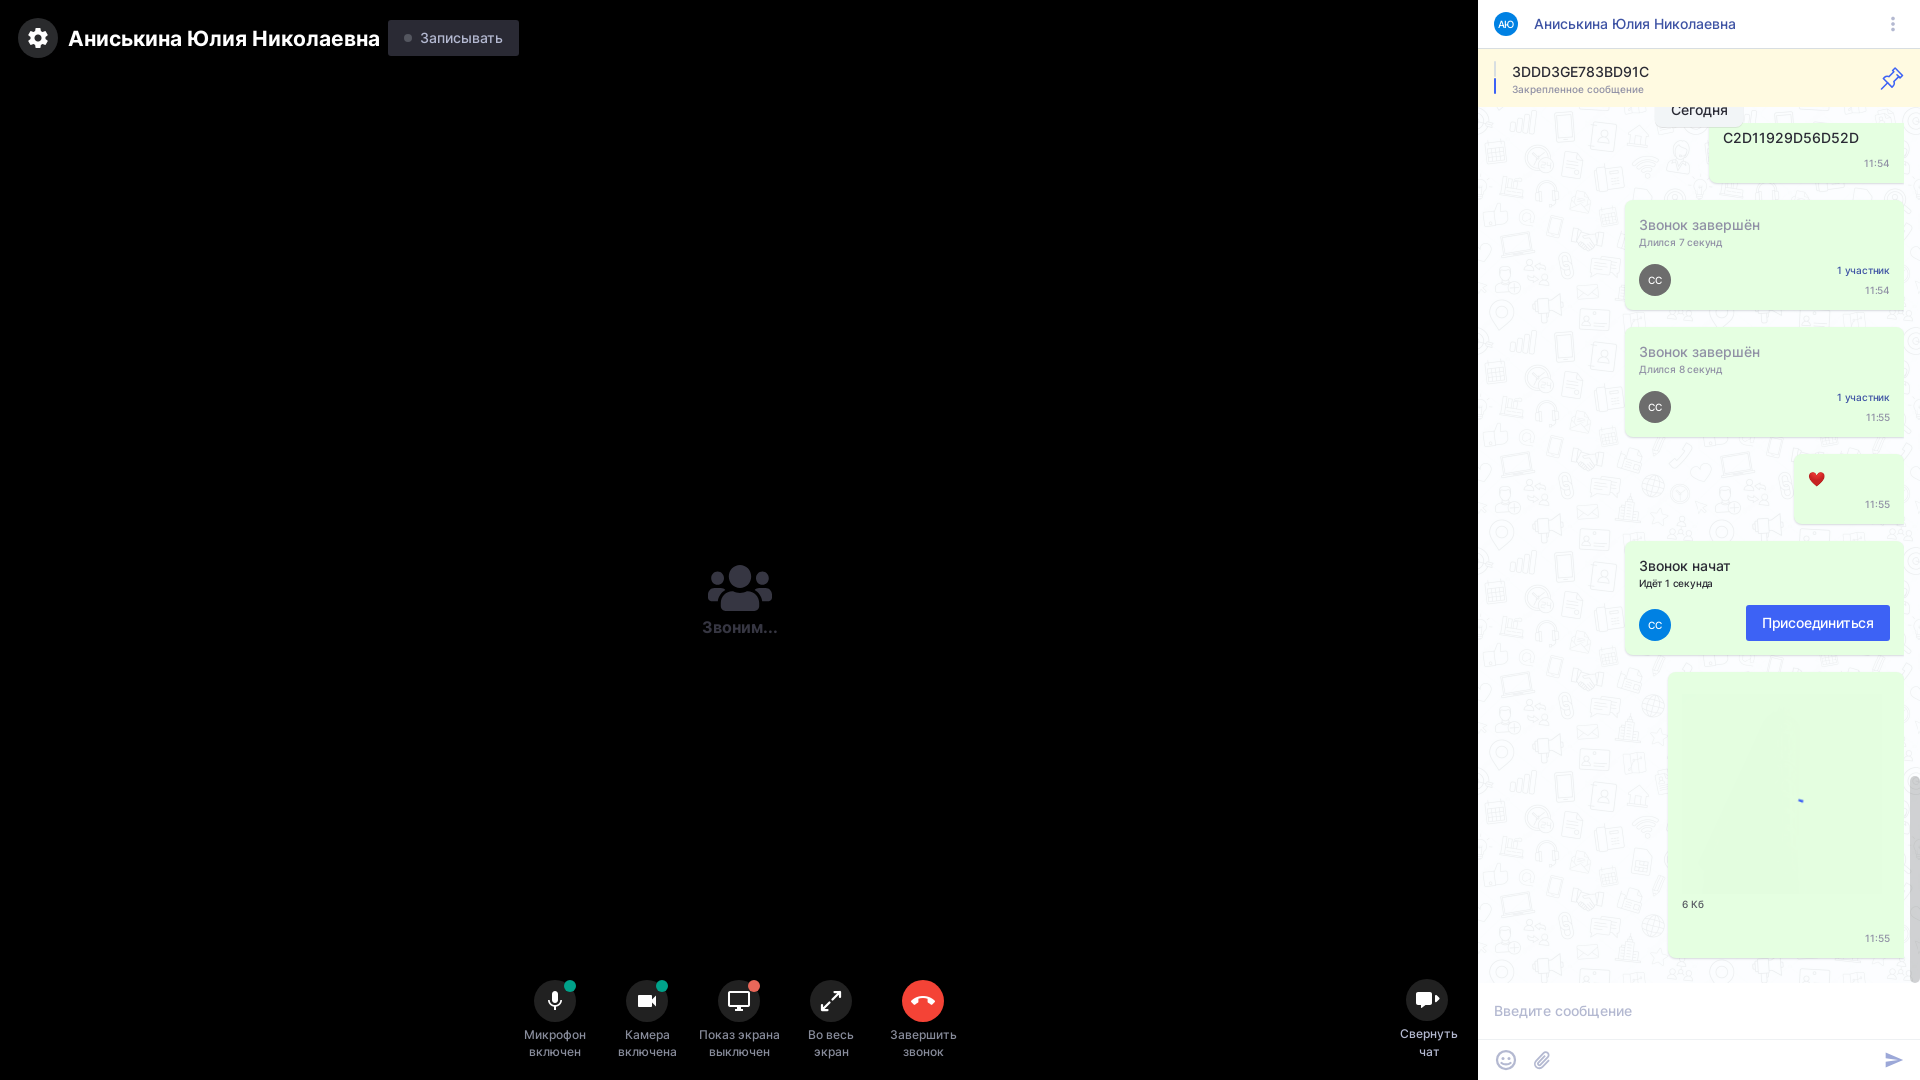 Аниськина Юлия Николаевна
Записывать
Звоним...
Микрофон
включен
Камера
включена
Показ экрана
выключен
Во весь
экран
Завершить
звонок
Свернуть
чат
АЮ
Аниськина Юлия Николаевна
3DDD3GE783BD91C
Закрепленное сообщение
Сегодня
C2D11929D56D52D
11:54
Звонок завершён
Длился 7 секунд
СС
1 участник
11:54
Звонок завершён
Длился 8 секунд
СС
1 участник
11:55
11:55
Звонок начат
Идёт 1 секунда
СС
Присоединиться
6 Кб
11:55
Введите сообщение